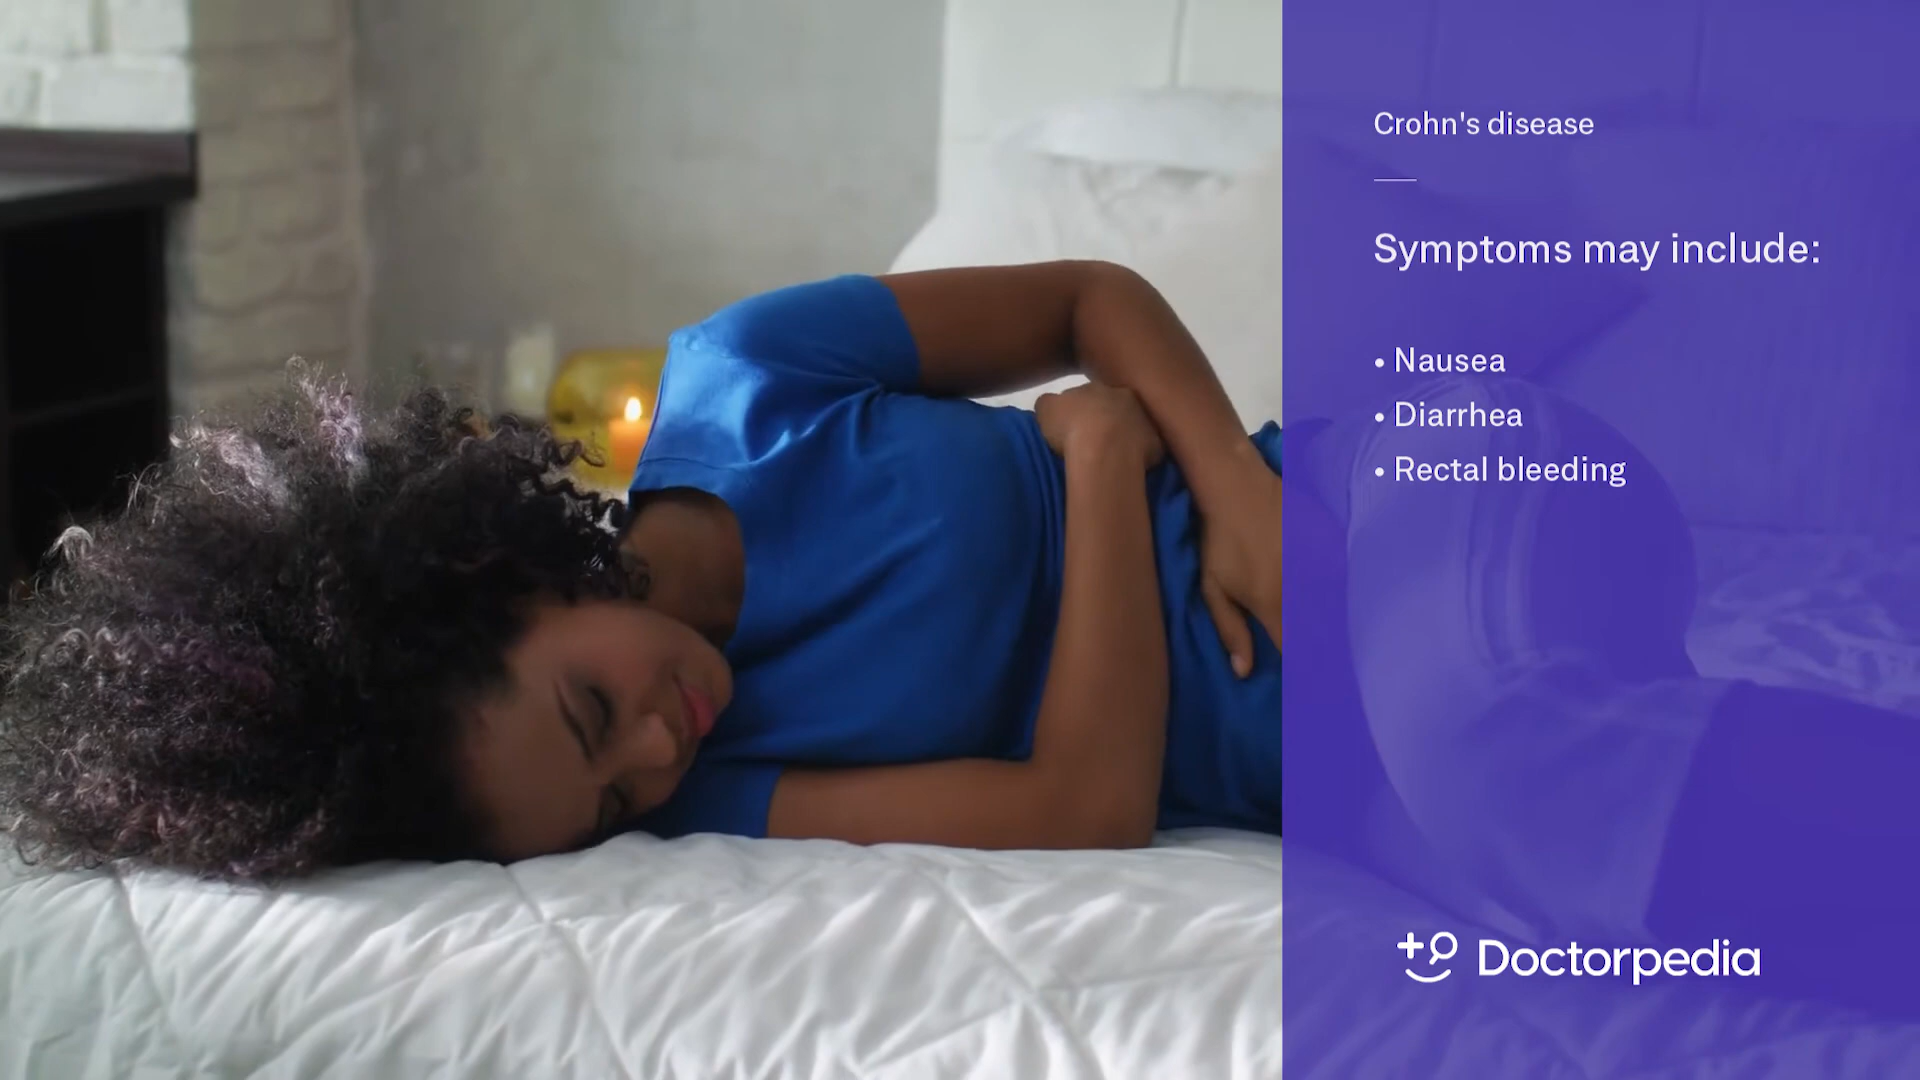 Crohn's disease
Symptoms may include:
• Nausea
• Diarrhea
• Rectal bleeding
Doctorpedia